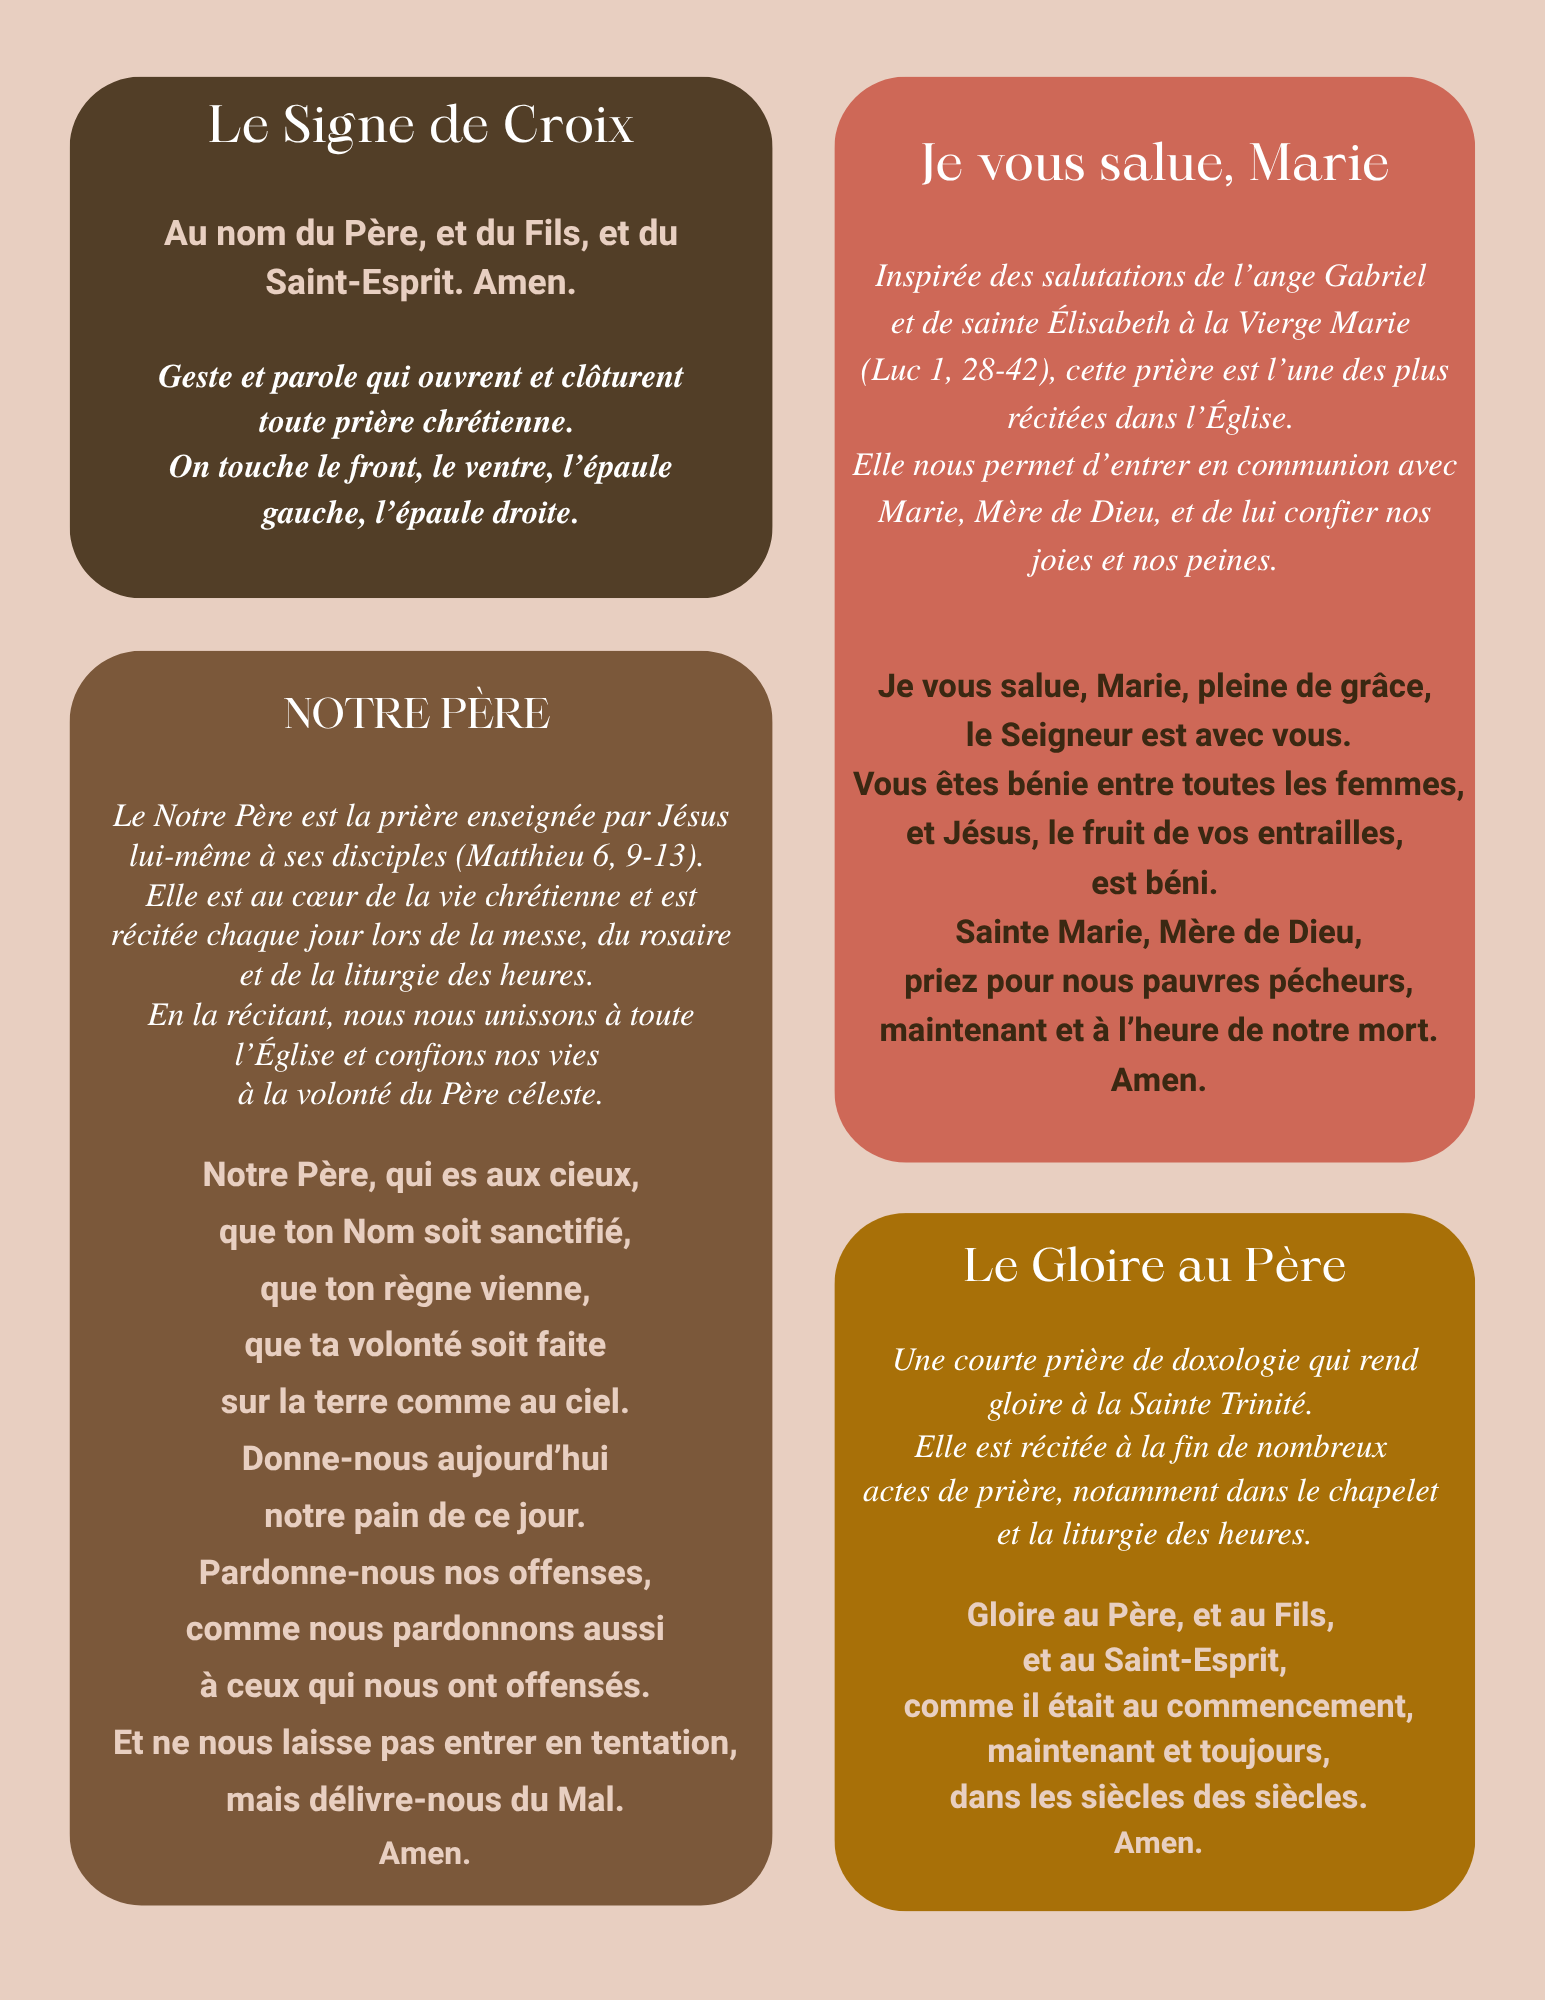 Le Signe de Croix
Au nom du Père, et du Fils, et du
Saint-Esprit. Amen.
Geste et parole qui ouvrent et clôturent
toute prière chrétienne.
On touche le front, le ventre, l’épaule
gauche, l’épaule droite.
NOTRE PÈRE
Le Notre Père est la prière enseignée par Jésus
lui-même à ses disciples (Matthieu 6, 9-13).
Elle est au cœur de la vie chrétienne et est
récitée chaque jour lors de la messe, du rosaire
et de la liturgie des heures.
En la récitant, nous nous unissons à toute
l’Église et confions nos vies
à la volonté du Père céleste.
Notre Père, qui es aux cieux,
que ton Nom soit sanctifié,
que ton règne vienne,
que ta volonté soit faite
sur la terre comme au ciel.
Donne-nous aujourd’hui
notre pain de ce jour.
Pardonne-nous nos offenses,
comme nous pardonnons aussi
à ceux qui nous ont offensés.
Et ne nous laisse pas entrer en tentation,
mais délivre-nous du Mal.
Amen.
Je vous salue, Marie
Inspirée des salutations de l’ange Gabriel
et de sainte Élisabeth à la Vierge Marie
(Luc 1, 28-42), cette prière est l’une des plus
récitées dans l’Église.
Elle nous permet d’entrer en communion avec
Marie, Mère de Dieu, et de lui confier nos
joies et nos peines.
Je vous salue, Marie, pleine de grâce,
le Seigneur est avec vous.
Vous êtes bénie entre toutes les femmes,
et Jésus, le fruit de vos entrailles,
est béni.
Sainte Marie, Mère de Dieu,
priez pour nous pauvres pécheurs,
maintenant et à l’heure de notre mort.
Amen.
Le Gloire au Père
Une courte prière de doxologie qui rend
gloire à la Sainte Trinité.
Elle est récitée à la fin de nombreux
actes de prière, notamment dans le chapelet
et la liturgie des heures.
Gloire au Père, et au Fils,
et au Saint-Esprit,
comme il était au commencement,
maintenant et toujours,
dans les siècles des siècles.
Amen.